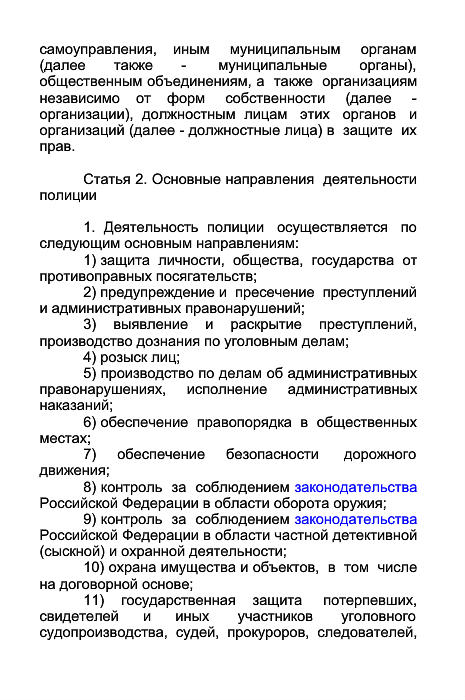 самоуправления, иным муниципальным органам
(далее также - муниципальные органы),
общественным объединениям, а также организациям
независимо от форм собственности (далее -
организации), должностным лицам этих органов и
организаций (далее - должностные лица) в защите их
прав.
Статья 2. Основные направления деятельности
полиции
1. Деятельность полиции осуществляется по
следующим основным направлениям:
1) защита личности, общества, государства от
противоправных посягательств;
2) предупреждение и пресечение преступлений
и административных правонарушений;
3) выявление и раскрытие преступлений,
производство дознания по уголовным делам;
4) розыск лиц;
5) производство по делам об административных
правонарушениях, исполнение административных
наказаний;
6) обеспечение правопорядка в общественных
местах;
7) обеспечение безопасности дорожного
движения;
8) контроль за соблюдением законодательства
Российской Федерации в области оборота оружия;
9) контроль за соблюдением законодательства
Российской Федерации в области частной детективной
(сыскной) и охранной деятельности;
10) охрана имущества и объектов, в том числе
на договорной основе;
11) государственная защита потерпевших,
свидетелей и иных участников уголовного
судопроизводства, судей, прокуроров, следователей,